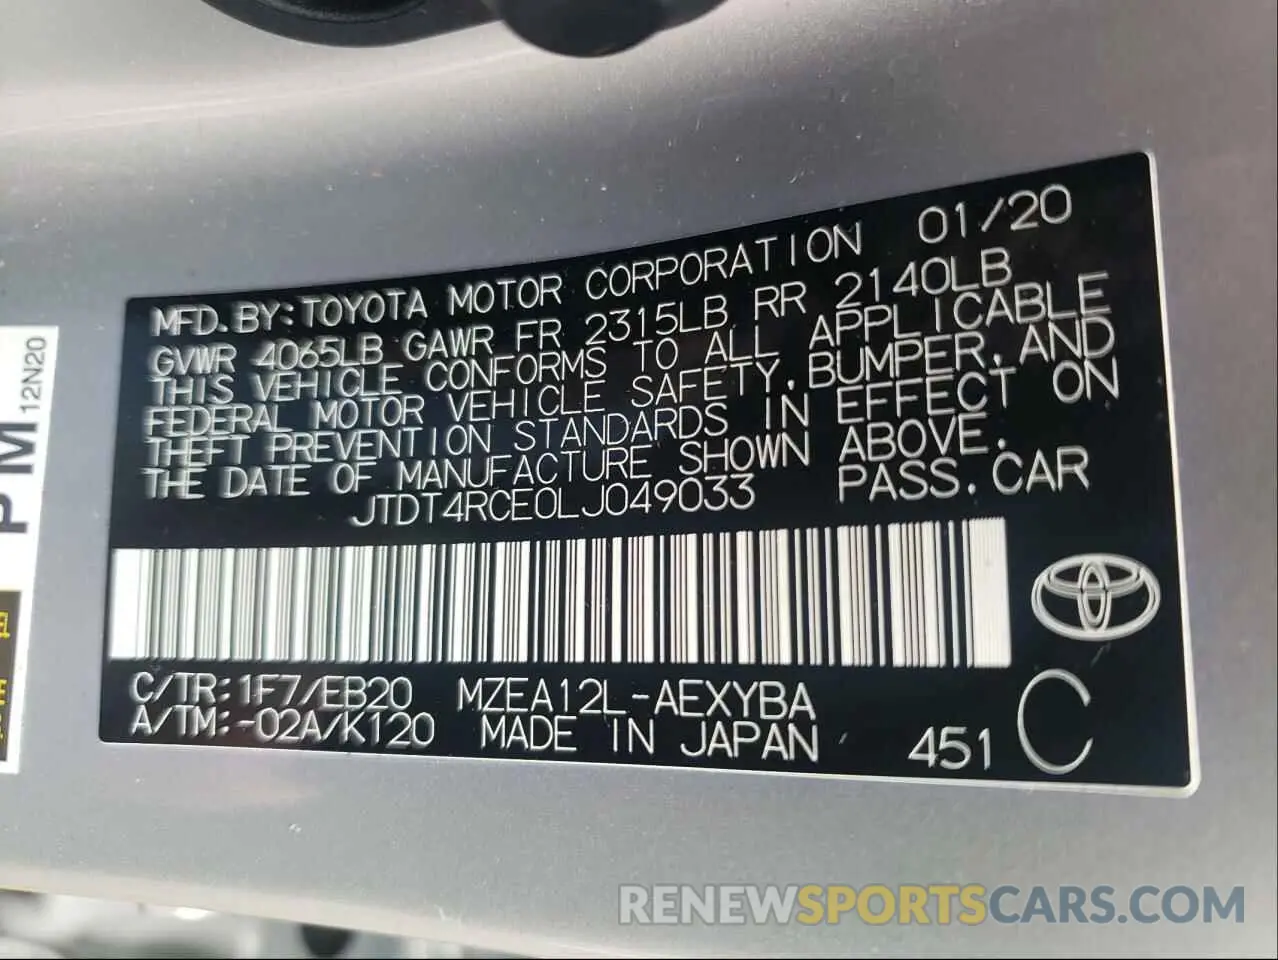 MFD. BY: TOYOTA MOTOR CORPORATION 01/20
GVWR 4065LB GAWR FR 2315LB RR 2140LB
THIS VEHICLE CONFORMS TO ALL APPLICABLE
FEDERAL MOTOR VEHICLE SAFETY, BUMPER, AND
THEFT PREVENTION STANDARDS IN EFFECT ON
THE DATE OF MANUFACTURE SHOWN ABOVE.
JTDT4RCE0LJ049033 PASS. CAR
C/TR: 1F7/EB20 MZEA12L-AEXYBA
A/TM: -02A/K120 MADE IN JAPAN 451 C
PM 12N20
RENEWSPORTSCARS.COM